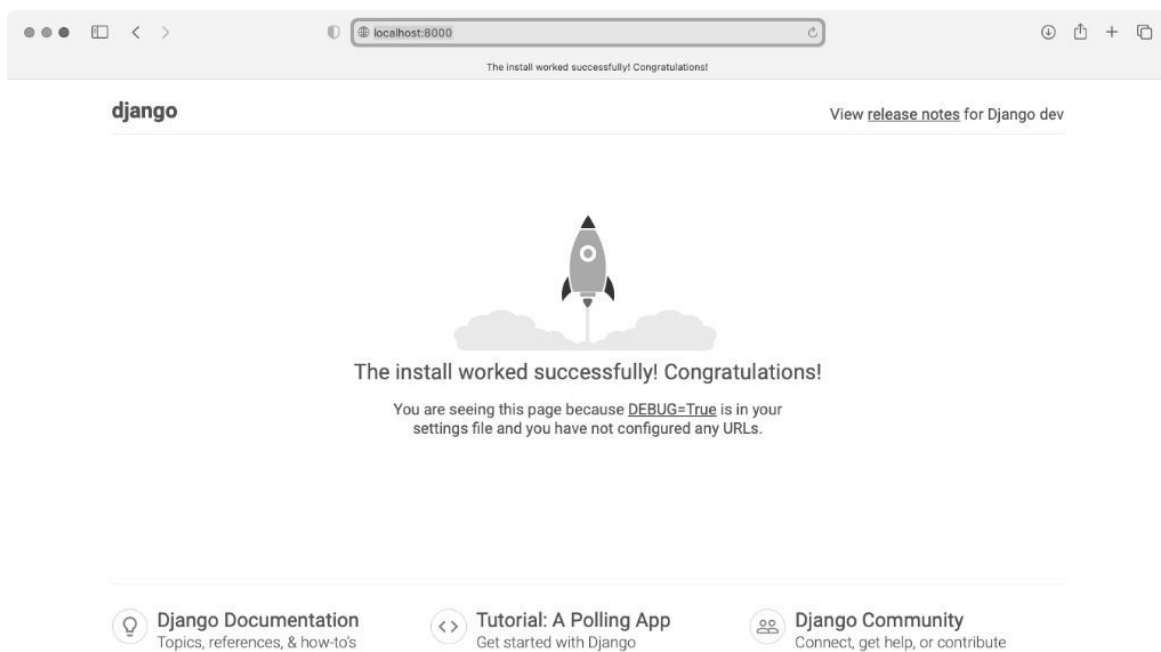 localhost:8000
The install worked successfully! Congratulations!
django
View release notes for Django dev
The install worked successfully! Congratulations!
You are seeing this page because DEBUG=True is in your
settings file and you have not configured any URLs.
Django Documentation
Topics, references, & how-to's
Tutorial: A Polling App
Get started with Django
Django Community
Connect, get help, or contribute